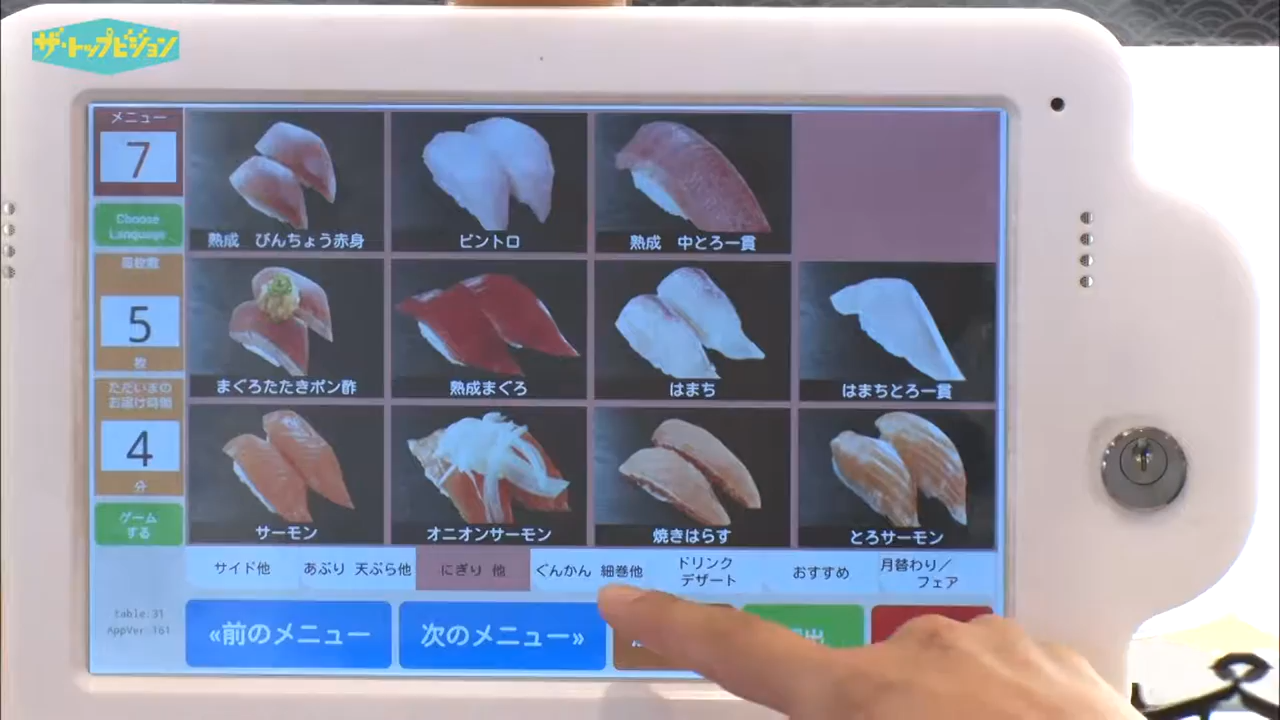 ザ・トップビジョン
メニュー
7
Choose
Language
皿枚数
5
枚
ただいまの
お届け時間
4
分
ゲーム
する
熟成 びんちょう赤身
ビントロ
熟成 中とろ一貫
まぐろたたきポン酢
熟成まぐろ
はまち
はまちとろ一貫
サーモン
オニオンサーモン
焼きはらす
とろサーモン
サイド他
あぶり 天ぷら他
にぎり 他
ぐんかん 細巻他
ドリンク
デザート
おすすめ
月替わり／
フェア
table:31
AppVer:161
«前のメニュー
次のメニュー»